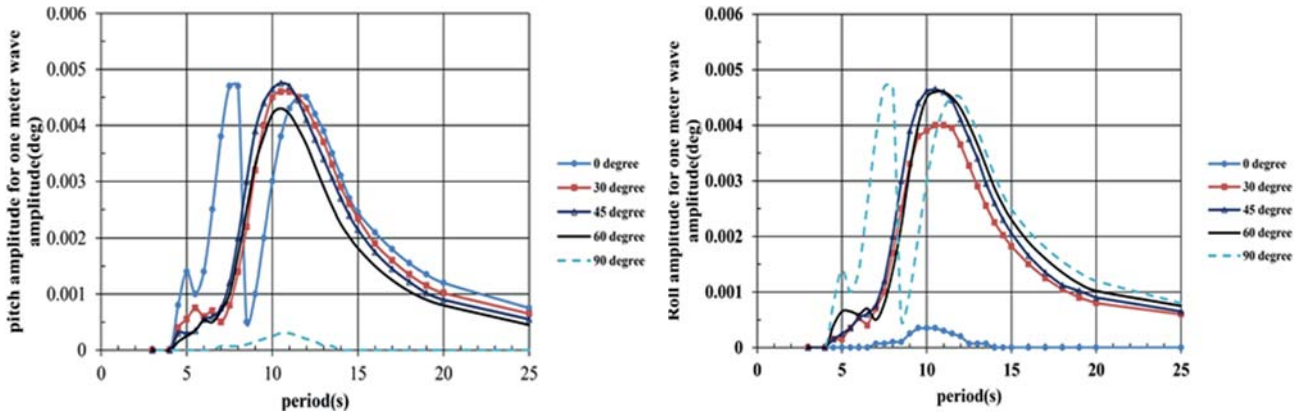 pitch amplitude for one meter wave
amplitude(deg)
0.006
0.005
0.004
0.003
0.002
0.001
0
0 5 10 15 20 25
period(s)
0 degree
30 degree
45 degree
60 degree
90 degree
Roll amplitude for one meter wave
amplitude(deg)
0.006
0.005
0.004
0.003
0.002
0.001
0
0 5 10 15 20 25
period(s)
0 degree
30 degree
45 degree
60 degree
90 degree